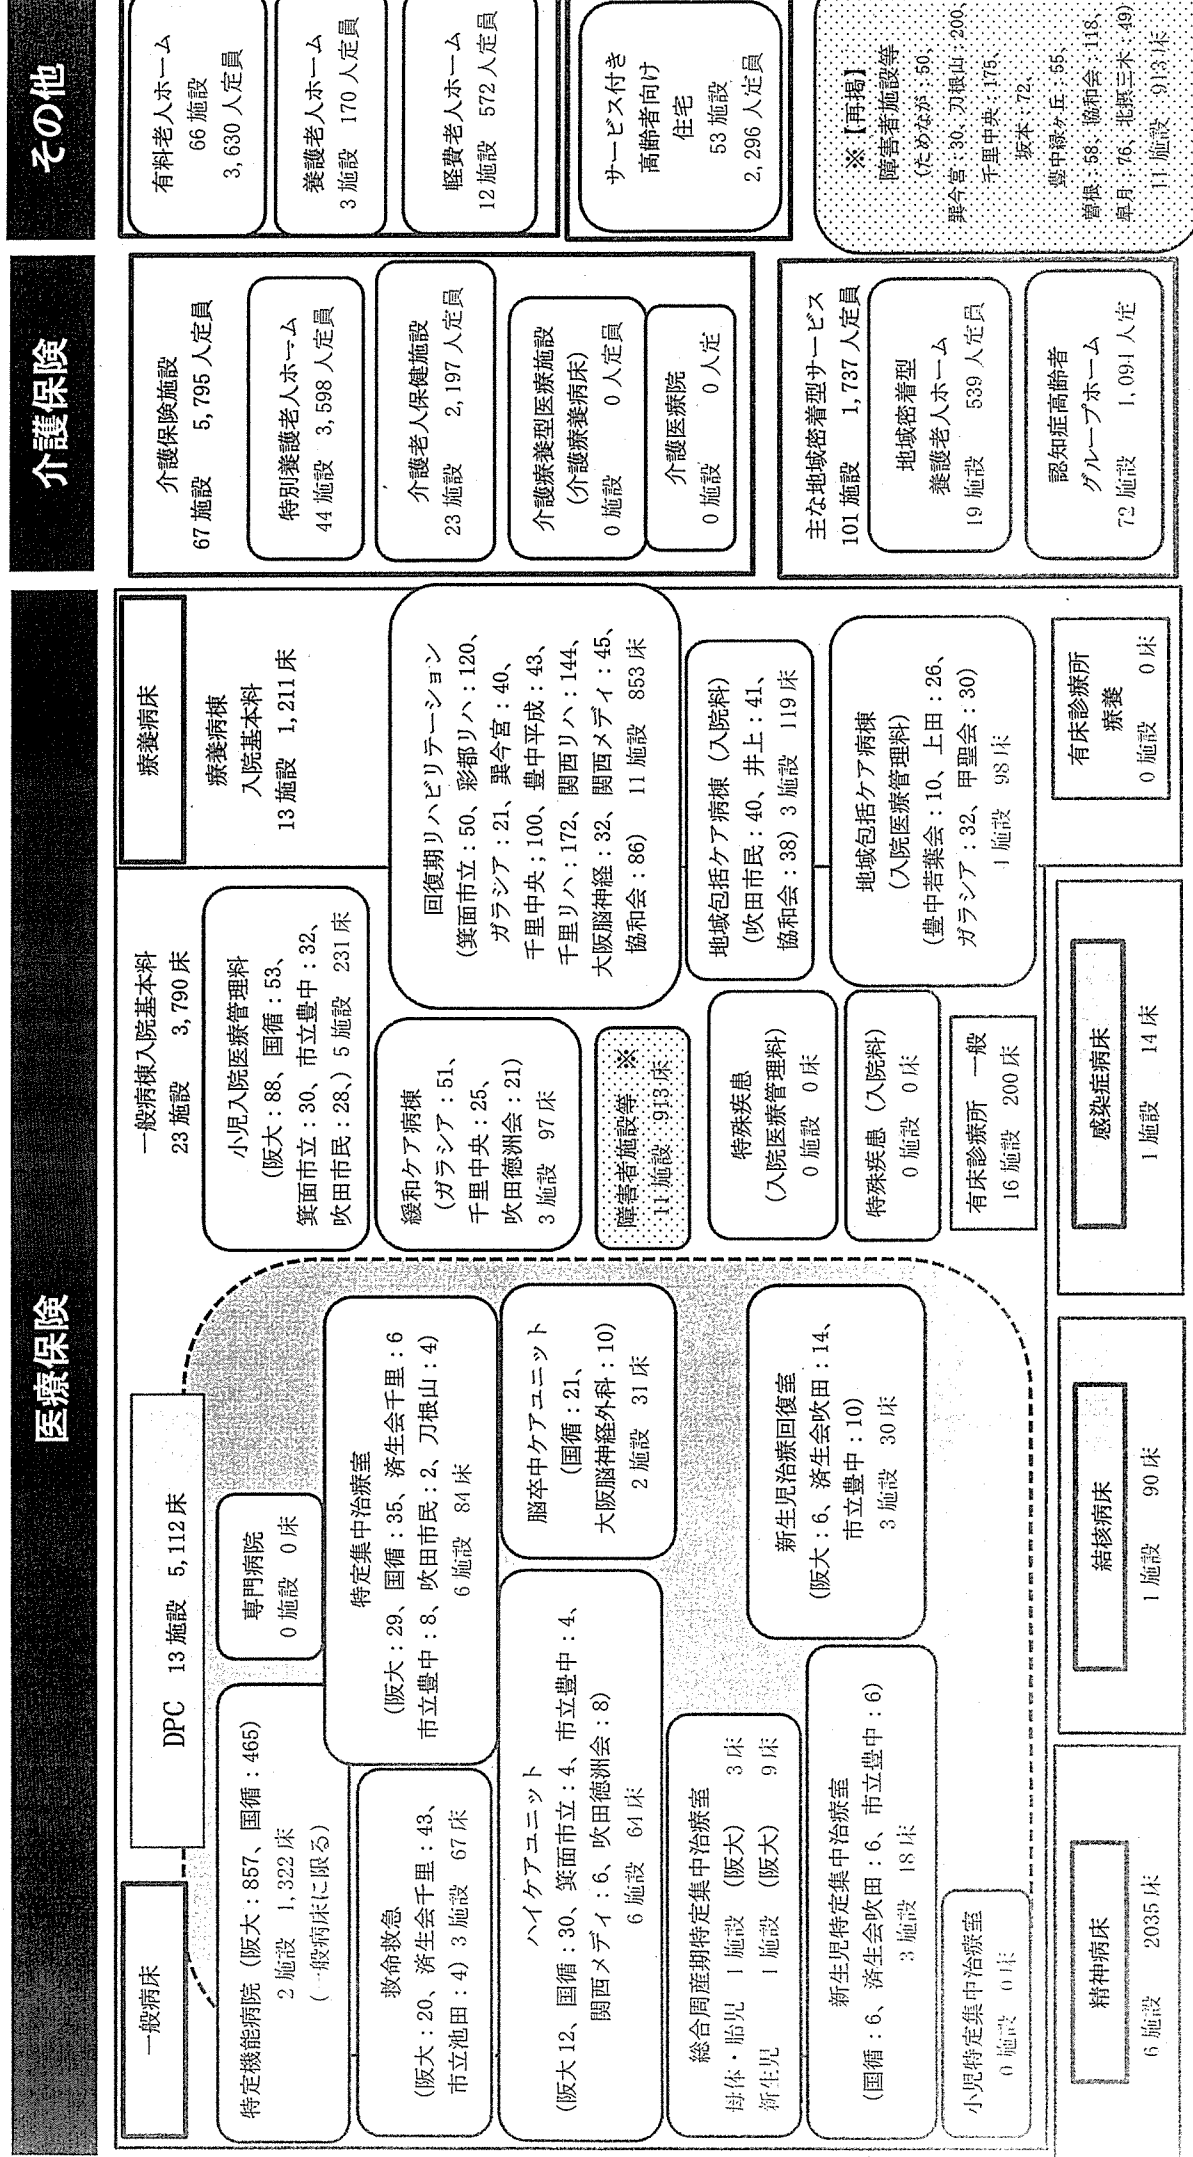 医療保険
一般病床
DPC 13施設 5,112床
特定機能病院（阪大：857、国循：465）
2施設 1,322床
（一般病床に限る）
専門病院
0施設 0床
救命救急
（阪大：20、済生会千里：43、
市立池田：4）3施設 67床
特定集中治療室
（阪大：29、国循：35、済生会千里：6
市立豊中：8、吹田市民：2、刀根山：4）
6施設 84床
ハイケアユニット
（阪大12、国循：30、箕面市立：4、市立豊中：4、
関西メディ：6、吹田徳洲会：8）
6施設 64床
脳卒中ケアユニット
（国循：21、
大阪脳神経外科：10）
2施設 31床
総合周産期特定集中治療室
母体・胎児 1施設（阪大） 3床
新生児 1施設（阪大） 9床
新生児特定集中治療室
（国循：6、済生会吹田：6、市立豊中：6）
3施設 18床
新生児治療回復室
（阪大：6、済生会吹田：14、
市立豊中：10）
3施設 30床
小児特定集中治療室
0施設 0床
一般病棟入院基本料
23施設 3,790床
小児入院医療管理料
（阪大：88、国循：53、
箕面市立：30、市立豊中：32、
吹田市民：28、）5施設 231床
緩和ケア病棟
（ガラシア：51、
千里中央：25、
吹田徳洲会：21）
3施設 97床
障害者施設等 ※
11施設 913床
特殊疾患
（入院医療管理料）
0施設 0床
特殊疾患（入院料）
0施設 0床
有床診療所 一般
16施設 200床
療養病床
療養病棟
入院基本料
13施設 1,211床
回復期リハビリテーション
（箕面市立：50、彩都リハ：120、
ガラシア：21、巽今宮：40、
千里中央；100、豊中平成：43、
千里リハ：172、関西リハ：144、
大阪脳神経：32、関西メディ：45、
協和会：86） 11施設 853床
地域包括ケア病棟（入院料）
（吹田市民：40、井上：41、
協和会：38）3施設 119床
地域包括ケア病棟
（入院医療管理料）
（豊中若葉会：10、上田：26、
ガラシア：32、甲聖会：30）
施設 98床
有床診療所
療養
0施設 0床
精神病床
6施設 2035床
結核病床
1施設 90床
感染症病床
1施設 14床
介護保険
介護保険施設
67施設 5,795人定員
特別養護老人ホーム
44施設 3,598人定員
介護老人保健施設
23施設 2,197人定員
介護療養型医療施設
（介護療養病床）
0施設 0人定員
介護医療院
0施設 0人定
主な地域密着型サービス
101施設 1,737人定員
地域密着型
養護老人ホーム
19施設 539人定員
認知症高齢者
グループホーム
72施設 1,091人定
その他
有料老人ホーム
66施設
3,630人定員
養護老人ホーム
3施設 170人定員
軽費老人ホーム
12施設 572人定員
サービス付き
高齢者向け
住宅
53施設
2,296人定員
※【再掲】
障害者施設等
（ためなが：50、
巽今宮：30、刀根山：200、
千里中央：175、
坂本：72、
豊中緑ヶ丘：55、
曽根：58、協和会：118、
皐月：76、北摂三木：49）
11施設 913床